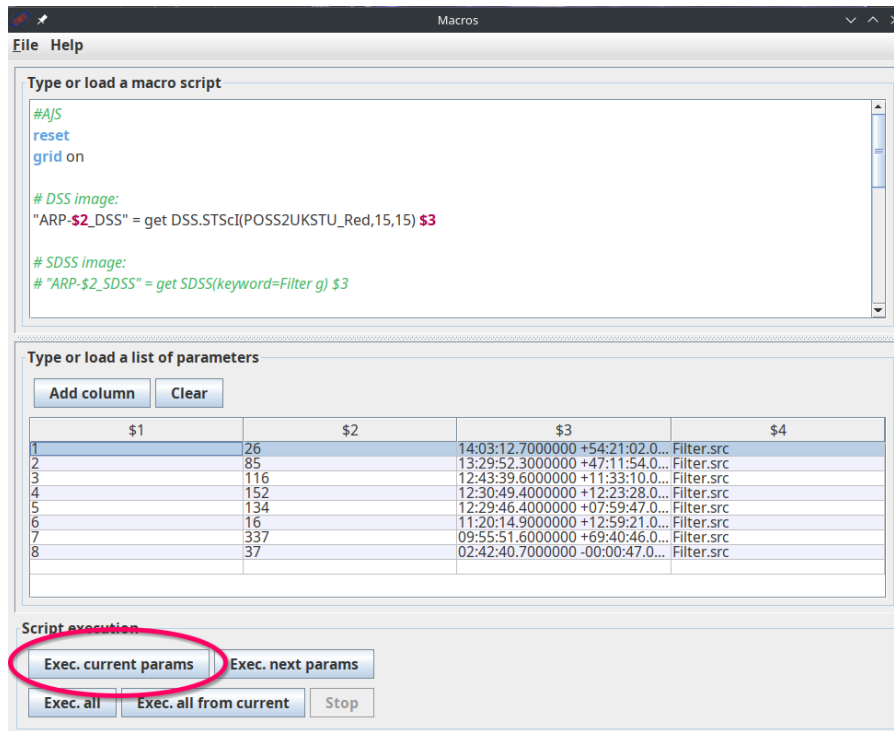 Macros
File Help
Type or load a macro script
#AJS
reset
grid on
# DSS image:
"ARP-$2_DSS" = get DSS.STScI(POSS2UKSTU_Red,15,15) $3
# SDSS image:
# "ARP-$2_SDSS" = get SDSS(keyword=Filter g) $3
Type or load a list of parameters
Add column Clear
$1 $2 $3 $4
1 26 14:03:12.7000000 +54:21:02.0... Filter.src
2 85 13:29:52.3000000 +47:11:54.0... Filter.src
3 116 12:43:39.6000000 +11:33:10.0... Filter.src
4 152 12:30:49.4000000 +12:23:28.0... Filter.src
5 134 12:29:46.4000000 +07:59:47.0... Filter.src
6 16 11:20:14.9000000 +12:59:21.0... Filter.src
7 337 09:55:51.6000000 +69:40:46.0... Filter.src
8 37 02:42:40.7000000 -00:00:47.0... Filter.src
Script execution
Exec. current params Exec. next params
Exec. all Exec. all from current Stop